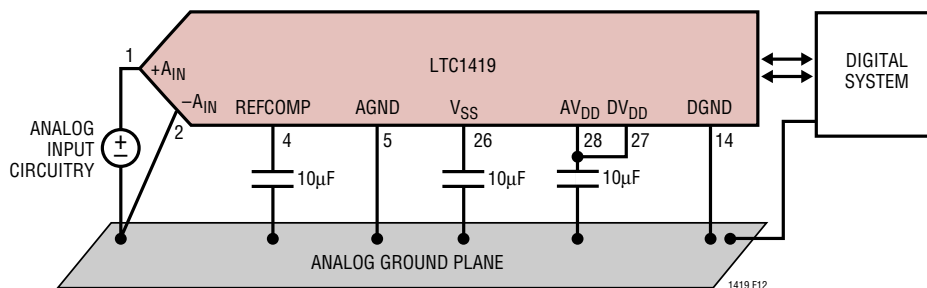 1
+AIN
LTC1419
DIGITAL
SYSTEM
–AIN
2
REFCOMP
AGND
VSS
AVDD
DVDD
DGND
4
5
26
28
27
14
ANALOG
INPUT
CIRCUITRY
+
–
10µF
10µF
10µF
ANALOG GROUND PLANE
1419 F12